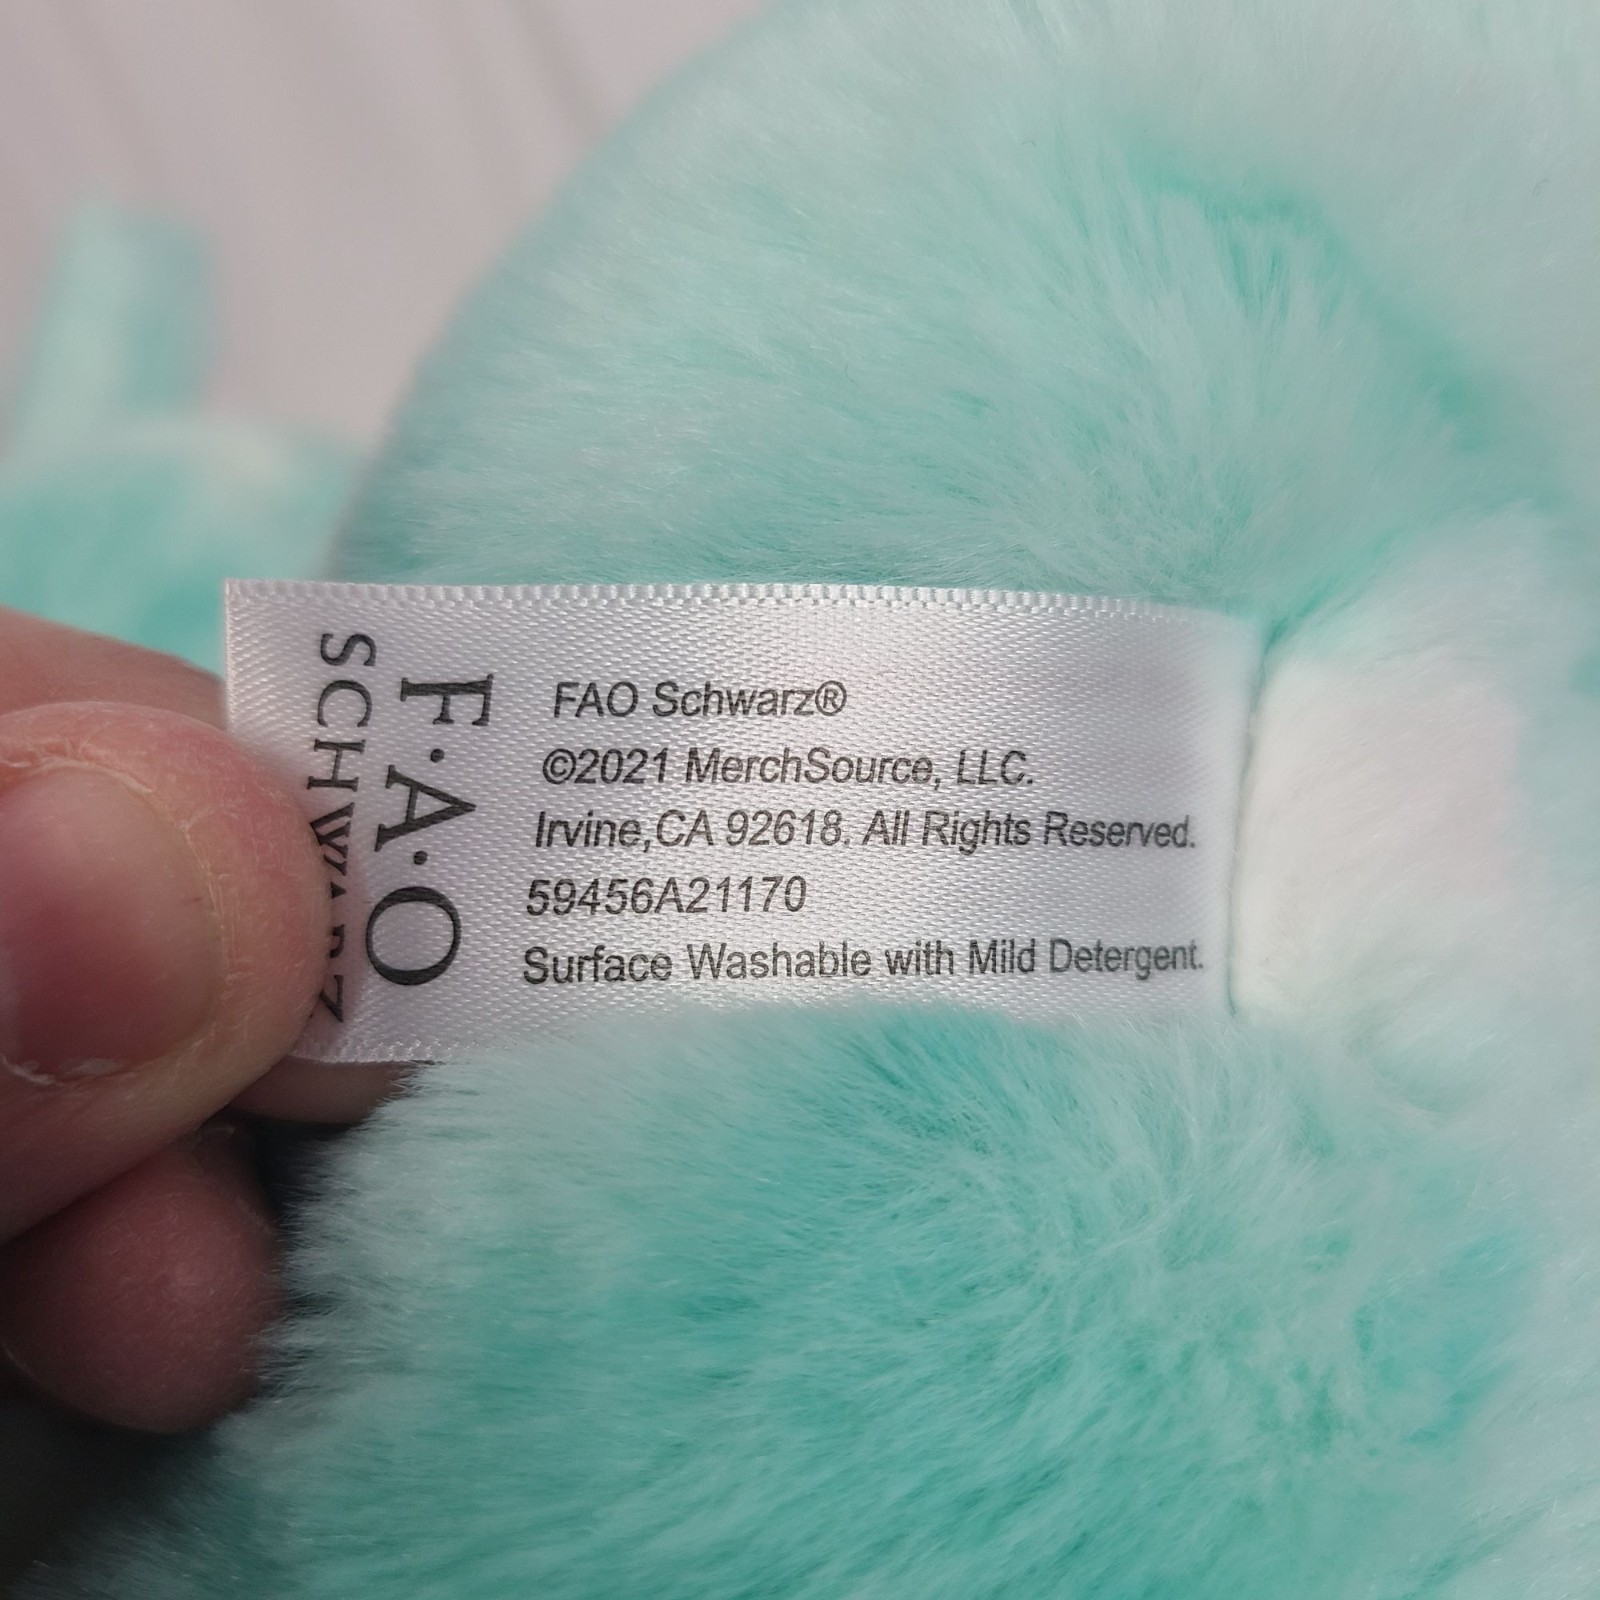 F·A·O
SCHWARZ
FAO Schwarz®
©2021 MerchSource, LLC.
Irvine,CA 92618. All Rights Reserved.
59456A21170
Surface Washable with Mild Detergent.